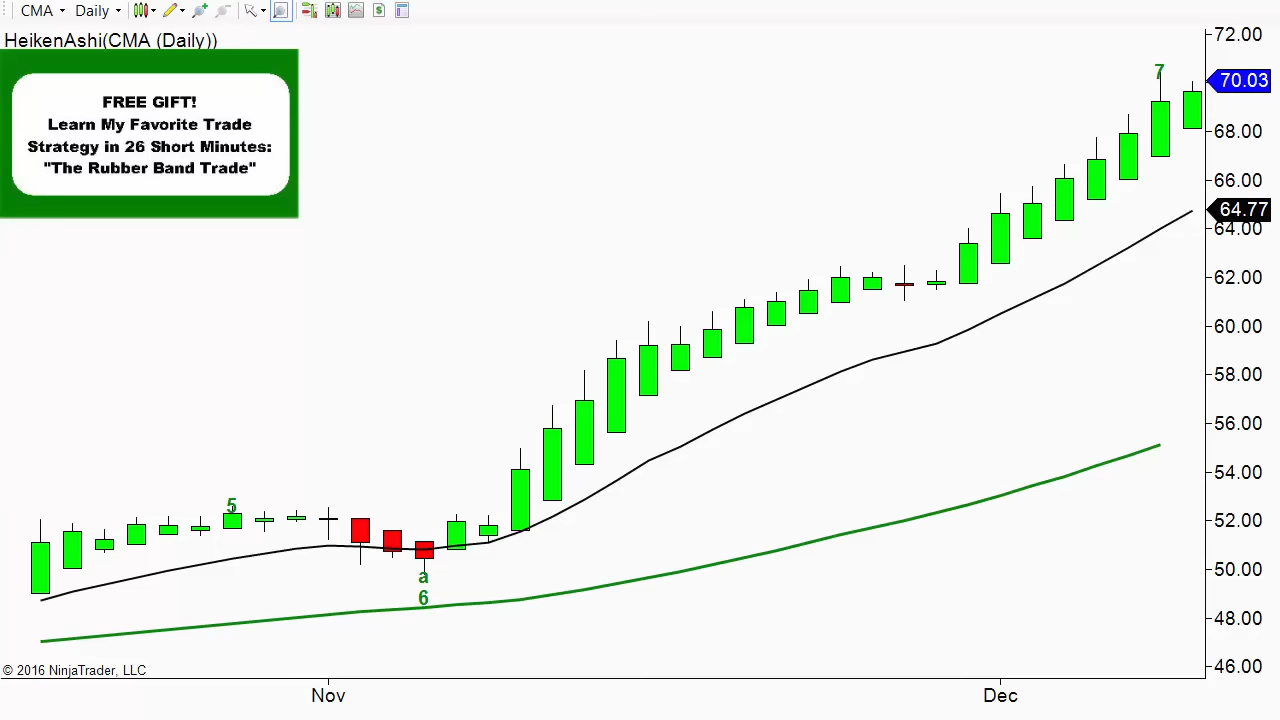 CMA Daily
HeikenAshi(CMA (Daily))
FREE GIFT!
Learn My Favorite Trade
Strategy in 26 Short Minutes:
"The Rubber Band Trade"
72.00
70.03
68.00
66.00
64.77
64.00
62.00
60.00
58.00
56.00
54.00
52.00
50.00
48.00
46.00
5
a
6
7
© 2016 NinjaTrader, LLC
Nov Dec